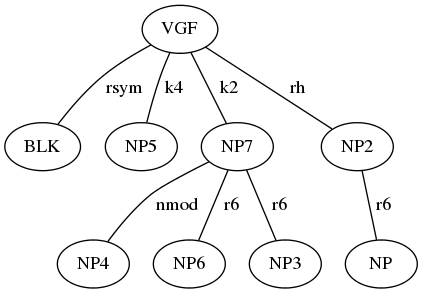 VGF
rsym k4 k2 rh
BLK NP5 NP7 NP2
nmod r6 r6 r6
NP4 NP6 NP3 NP